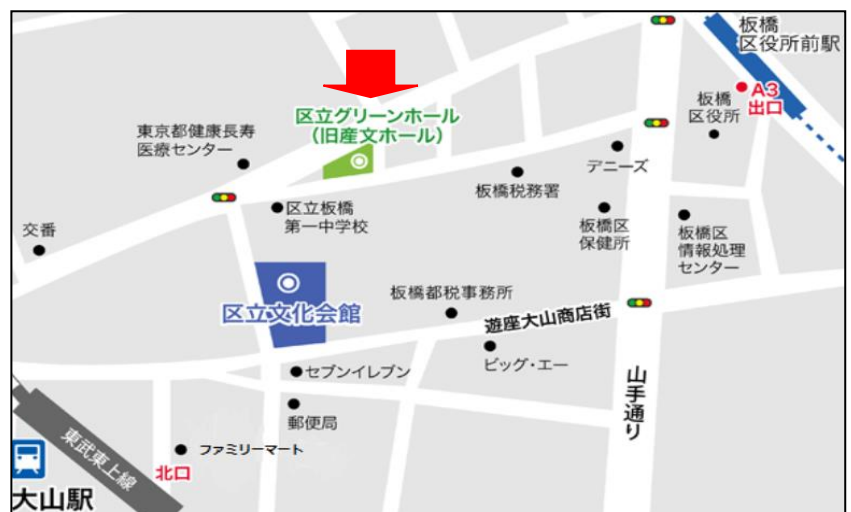 板橋
区役所前駅
A3
出口
板橋
区役所
区立グリーンホール
(旧産文ホール)
東京都健康長寿
医療センター
デニーズ
板橋税務署
区立板橋
第一中学校
板橋区
保健所
板橋区
情報処理
センター
交番
区立文化会館
板橋都税事務所
遊座大山商店街
ビッグ・エー
セブンイレブン
山手通り
郵便局
ファミリーマート
北口
東武東上線
大山駅